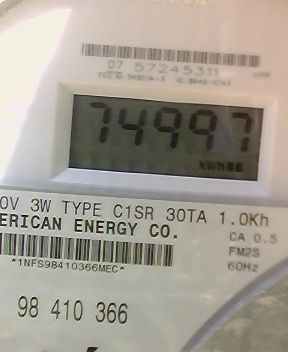 07 57245311
74997
kWh
0V 3W TYPE C1SR 30TA 1.0Kh
ERICAN ENERGY CO.
CA 0.5
FM2S
60Hz
*1NFS98410366MEC*
98 410 366